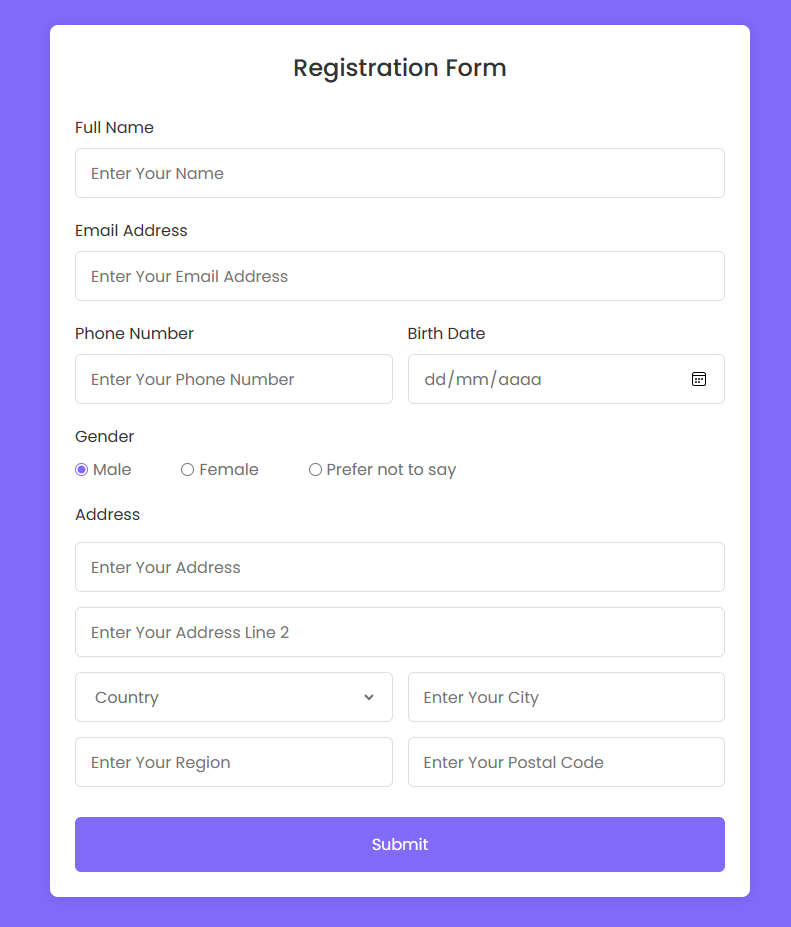 Registration Form
Full Name
Enter Your Name
Email Address
Enter Your Email Address
Phone Number
Birth Date
Enter Your Phone Number
dd/mm/aaaa
Gender
Male
Female
Prefer not to say
Address
Enter Your Address
Enter Your Address Line 2
Country
Enter Your City
Enter Your Region
Enter Your Postal Code
Submit